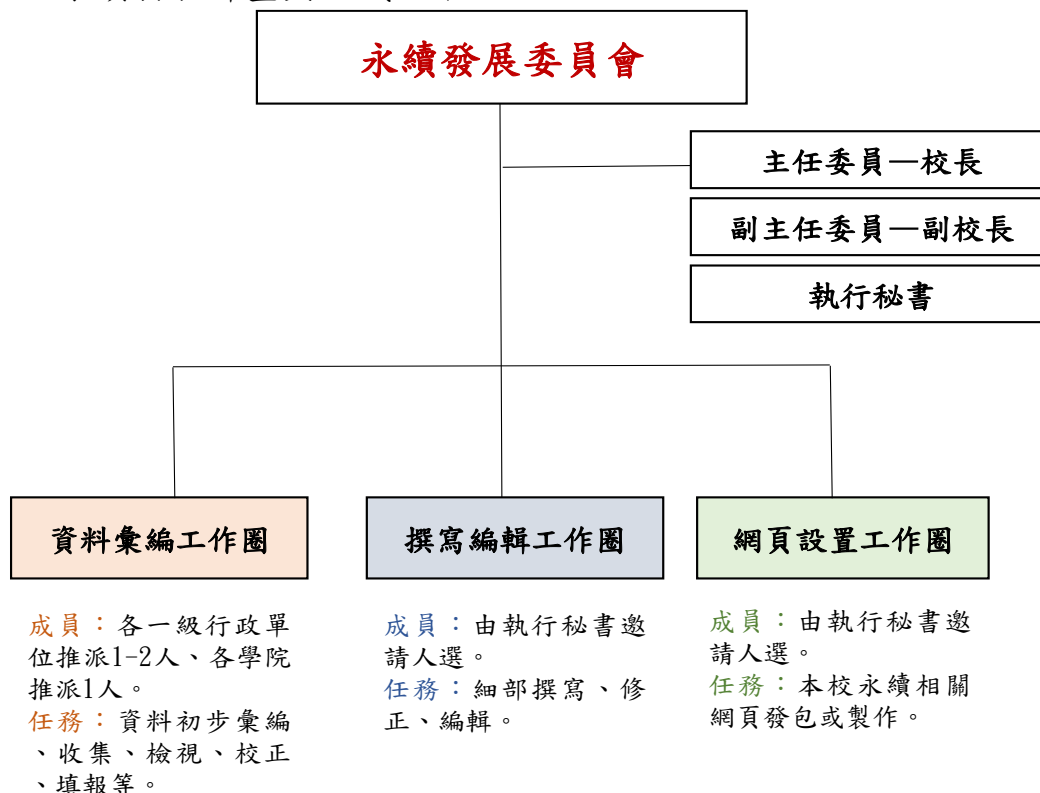 永續發展委員會
主任委員—校長
副主任委員—副校長
執行秘書
資料彙編工作圈
成員：各一級行政單
位推派1-2人、各學院
推派1人。
任務：資料初步彙編
、收集、檢視、校正
、填報等。
撰寫編輯工作圈
成員：由執行秘書邀
請人選。
任務：細部撰寫、修
正、編輯。
網頁設置工作圈
成員：由執行秘書邀
請人選。
任務：本校永續相關
網頁發包或製作。